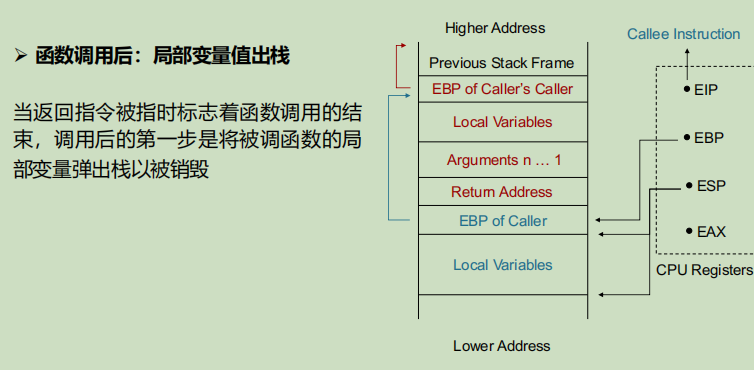 ➢ 函数调用后：局部变量值出栈
当返回指令被指时标志着函数调用的结
束，调用后的第一步是将被调函数的局
部变量弹出栈以被销毁
Higher Address
Previous Stack Frame
EBP of Caller's Caller
Local Variables
Arguments n … 1
Return Address
EBP of Caller
Local Variables
Lower Address
Callee Instruction
EIP
EBP
ESP
EAX
CPU Registers